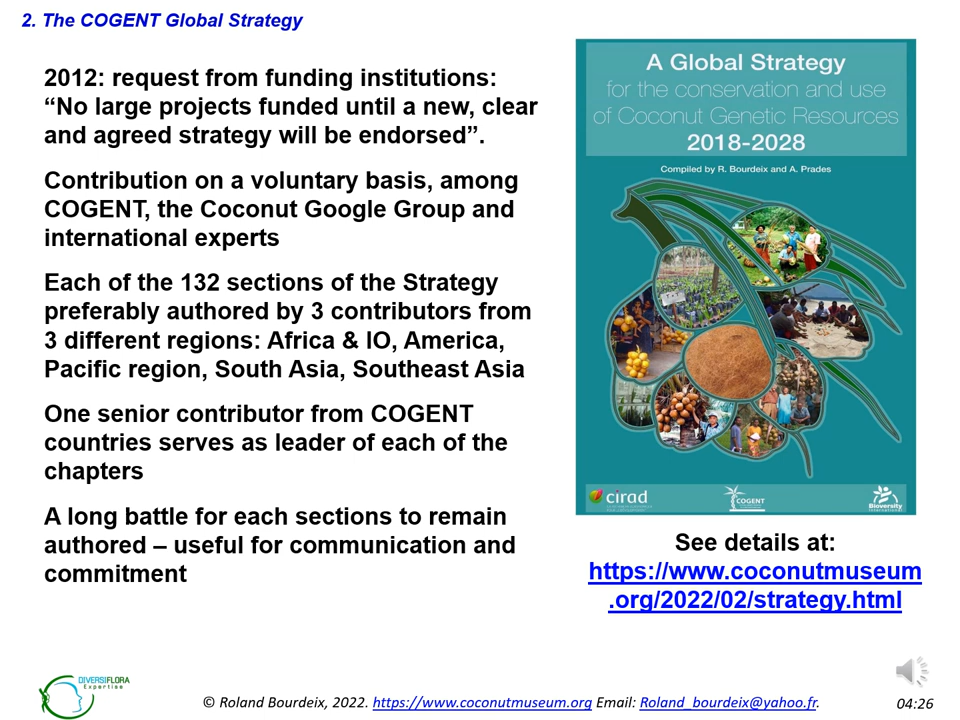 2. The COGENT Global Strategy
2012: request from funding institutions:
“No large projects funded until a new, clear
and agreed strategy will be endorsed”.
Contribution on a voluntary basis, among
COGENT, the Coconut Google Group and
international experts
Each of the 132 sections of the Strategy
preferably authored by 3 contributors from
3 different regions: Africa & IO, America,
Pacific region, South Asia, Southeast Asia
One senior contributor from COGENT
countries serves as leader of each of the
chapters
A long battle for each sections to remain
authored – useful for communication and
commitment
A Global Strategy
for the conservation and use
of Coconut Genetic Resources
2018-2028
Compiled by R. Bourdeix and A. Prades
cirad
COGENT
Bioversity
International
See details at:
https://www.coconutmuseum
.org/2022/02/strategy.html
DIVERSIFLORA
Expertise
© Roland Bourdeix, 2022. https://www.coconutmuseum.org Email: Roland_bourdeix@yahoo.fr.
04:26